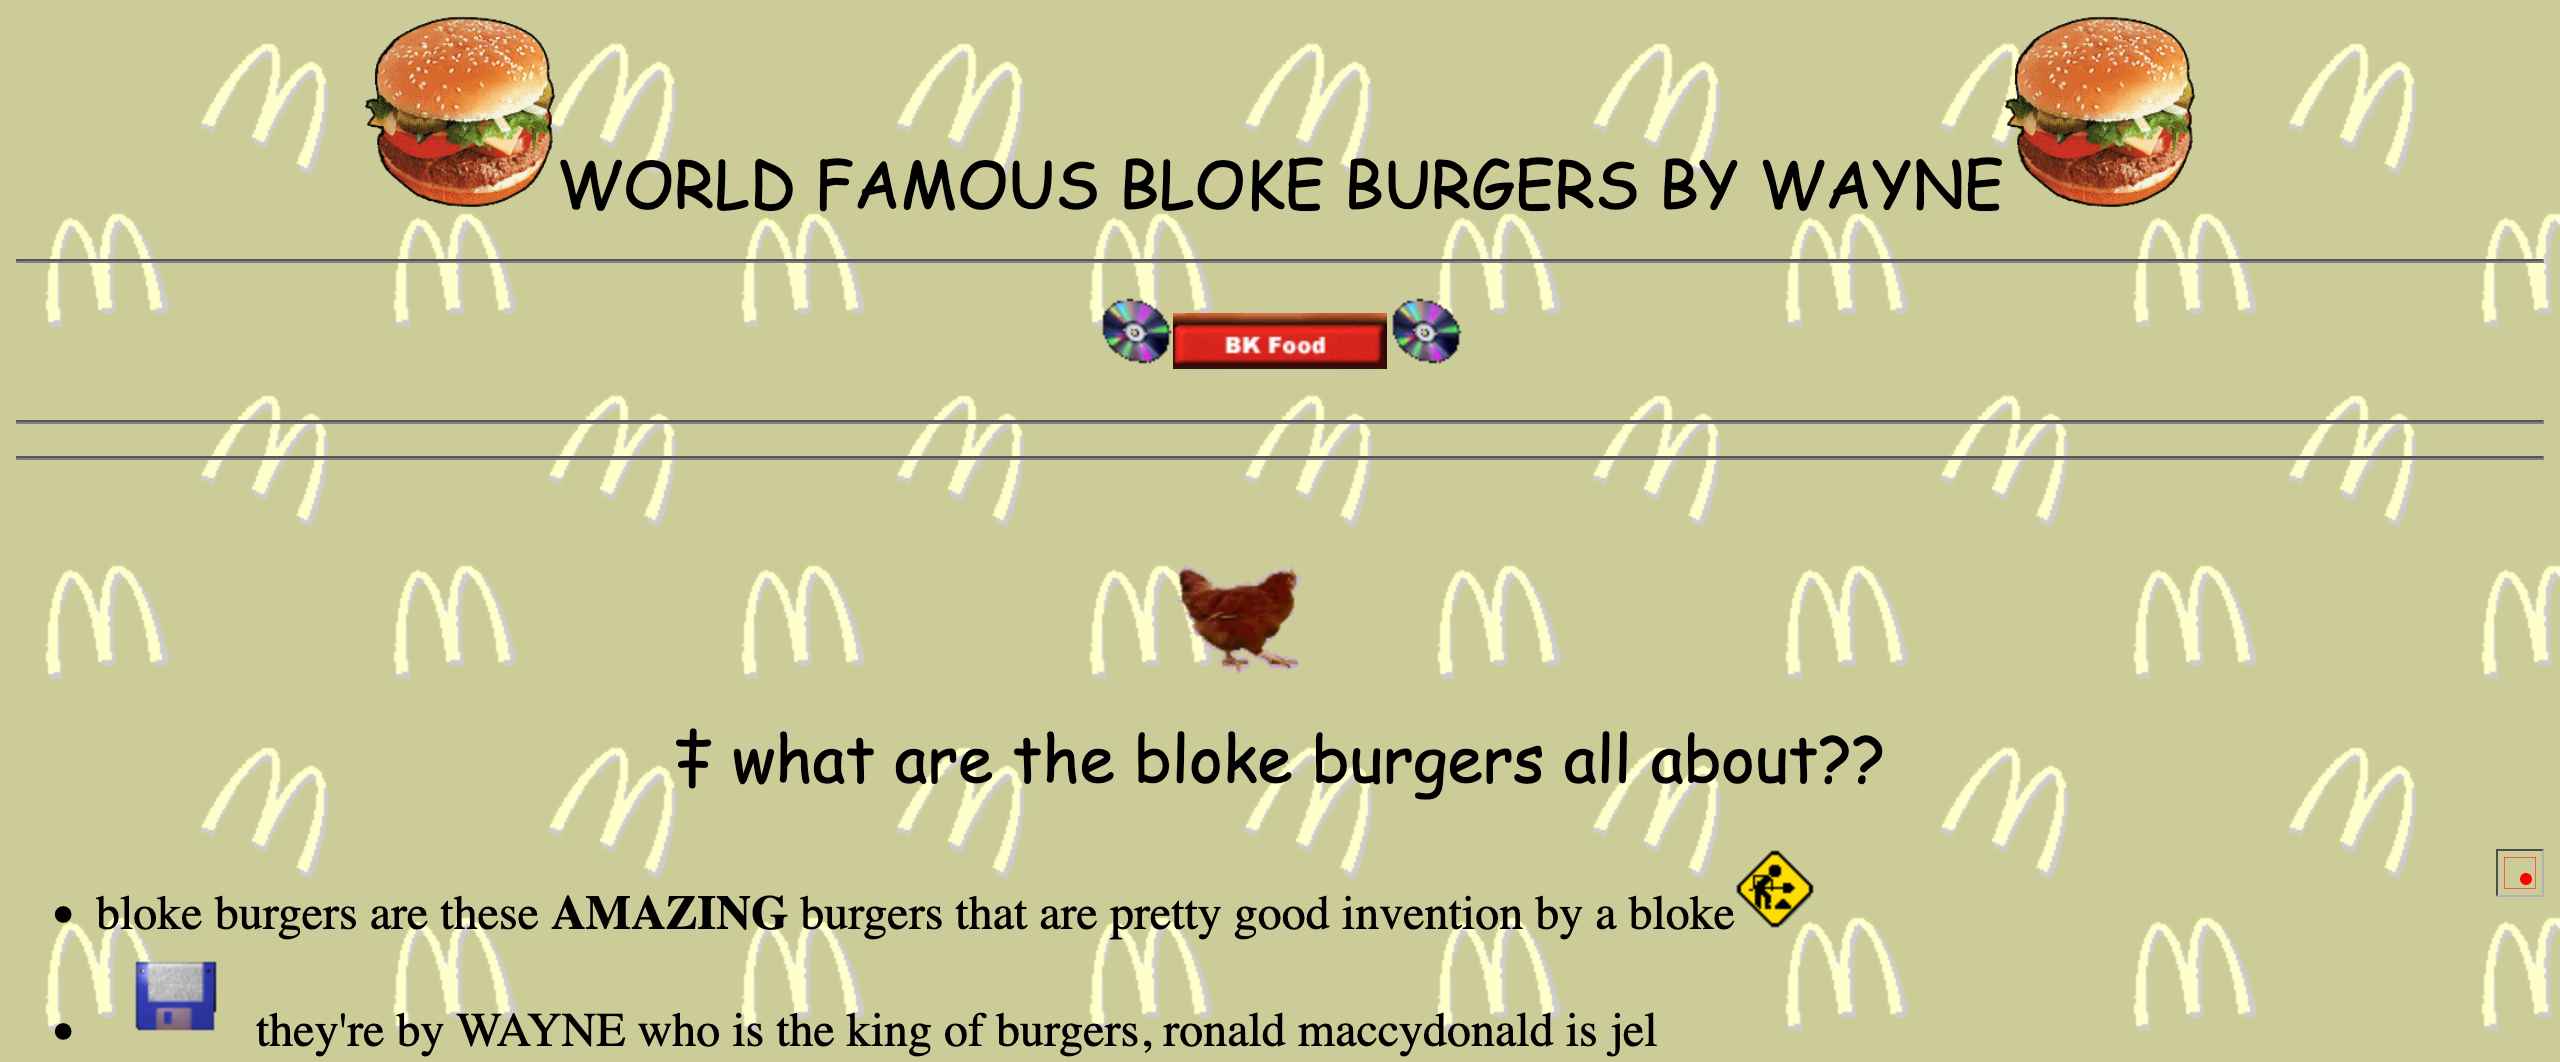 WORLD FAMOUS BLOKE BURGERS BY WAYNE
BK Food
‡ what are the bloke burgers all about??
• bloke burgers are these AMAZING burgers that are pretty good invention by a bloke
• they're by WAYNE who is the king of burgers, ronald maccydonald is jel